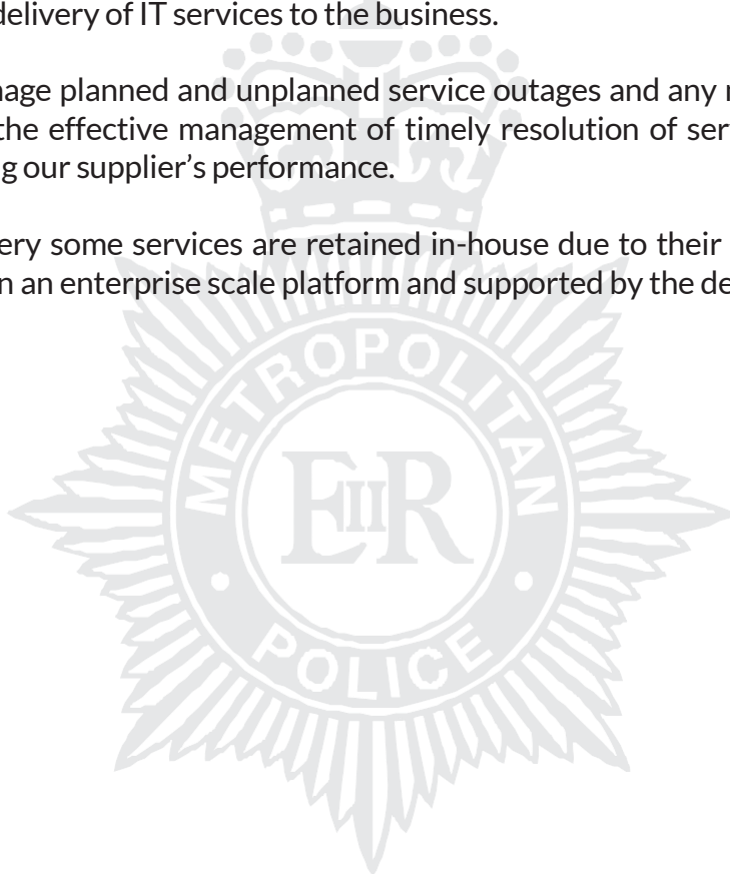 delivery of IT services to the business.
nage planned and unplanned service outages and any
the effective management of timely resolution of ser
g our supplier’s performance.
ery some services are retained in-house due to their
n an enterprise scale platform and supported by the de
METROPOLITAN
EIIR
POLICE